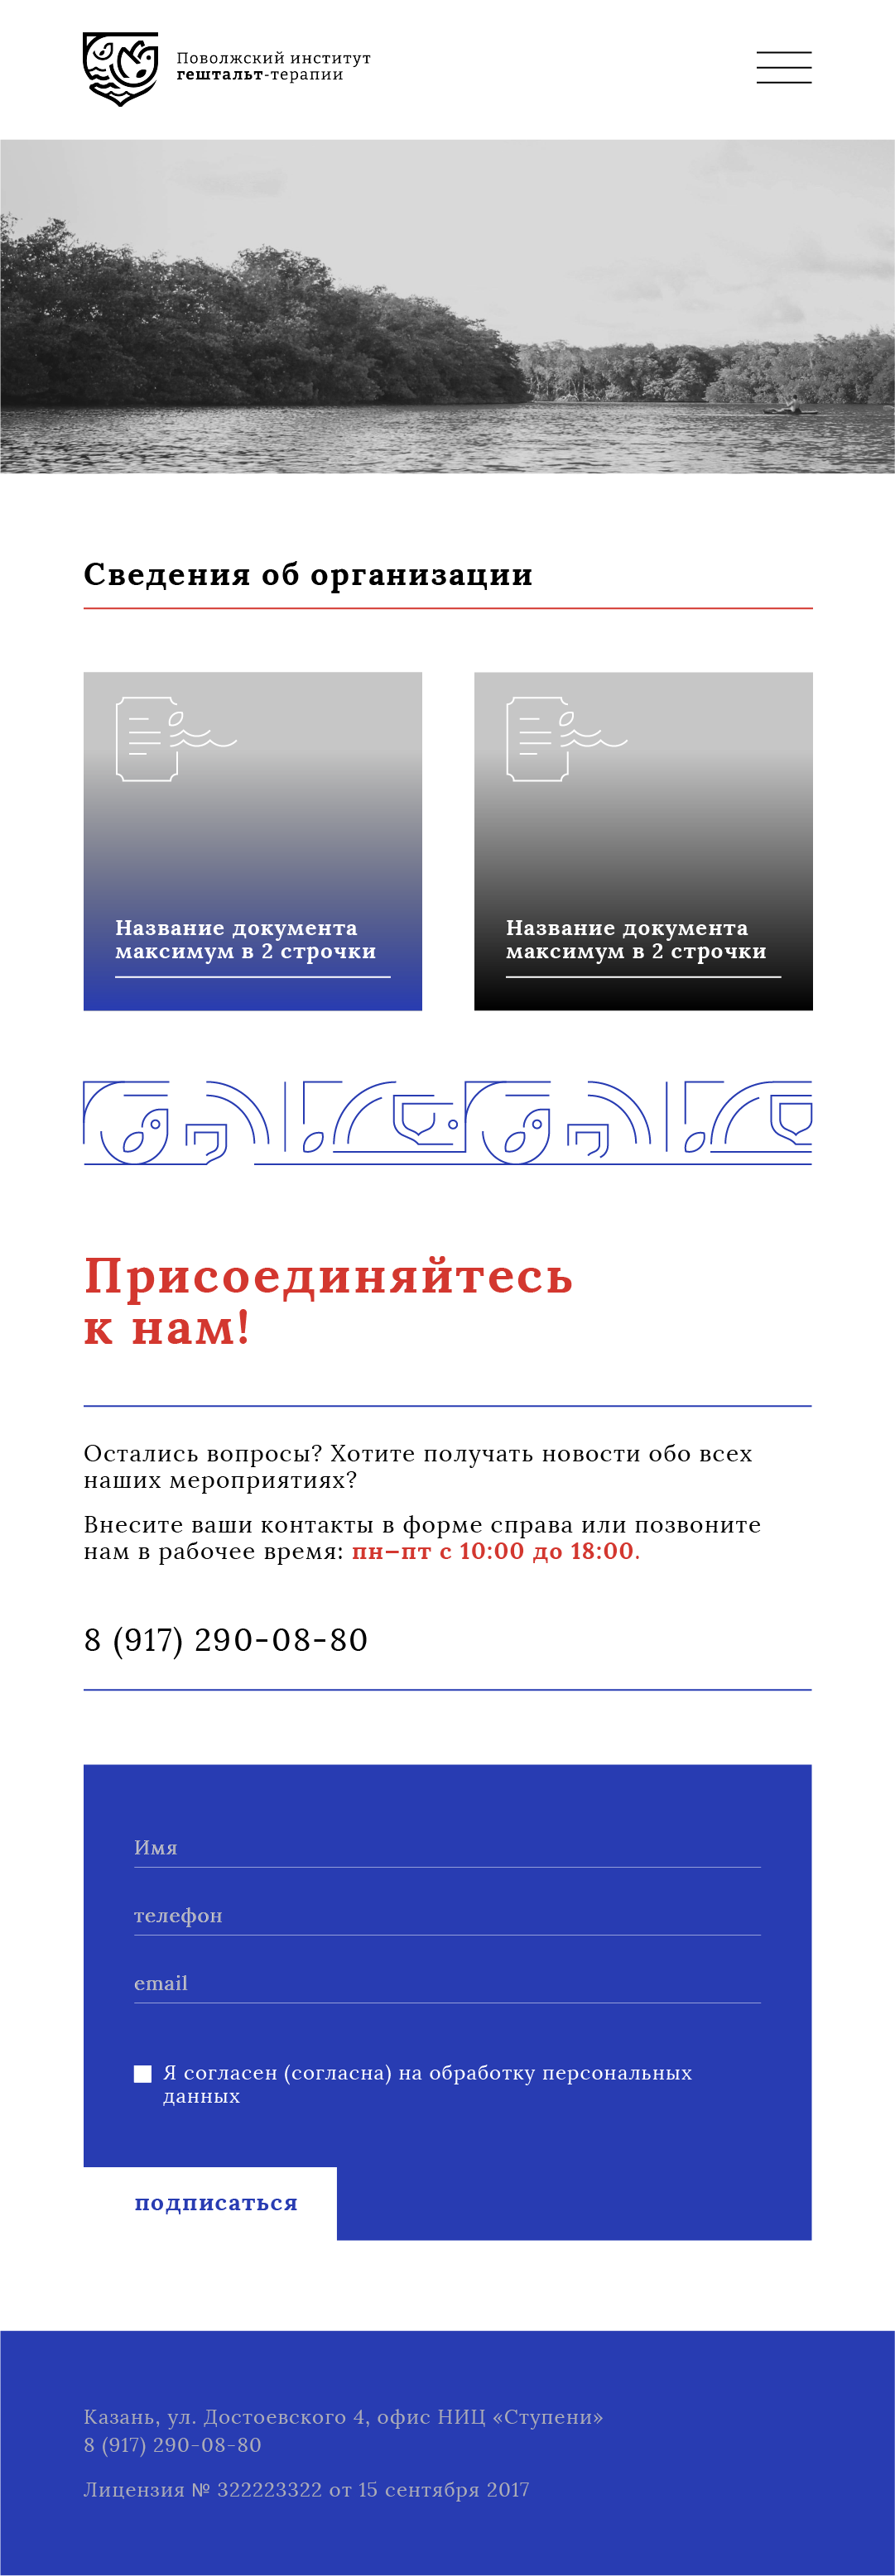 Поволжский институт
гештальт-терапии
Сведения об организации
Название документа
максимум в 2 строчки
Название документа
максимум в 2 строчки
Присоединяйтесь
к нам!
Остались вопросы? Хотите получать новости обо всех
наших мероприятиях?
Внесите ваши контакты в форме справа или позвоните
нам в рабочее время: пн–пт с 10:00 до 18:00.
8 (917) 290-08-80
Имя
телефон
email
Я согласен (согласна) на обработку персональных
данных
подписаться
Казань, ул. Достоевского 4, офис НИЦ «Ступени»
8 (917) 290-08-80
Лицензия № 322223322 от 15 сентября 2017